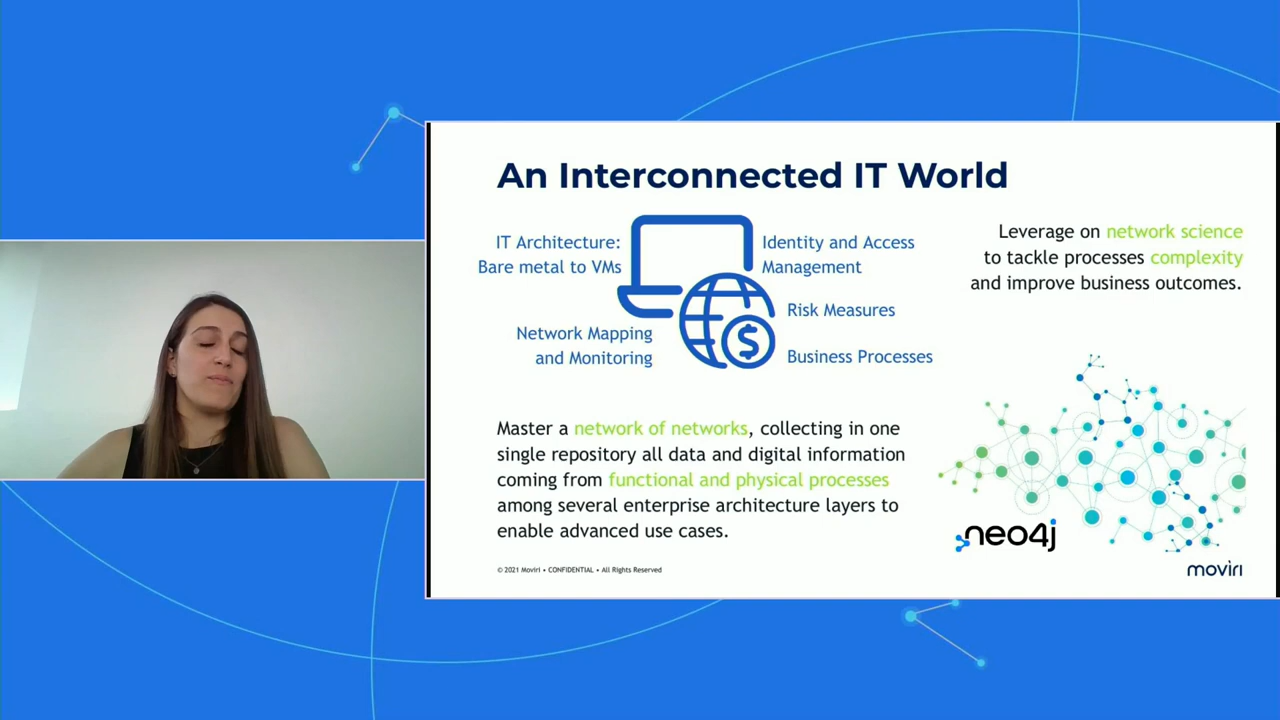 An Interconnected IT World
IT Architecture:
Bare metal to VMs
Network Mapping
and Monitoring
Identity and Access
Management
Risk Measures
Business Processes
$
Leverage on network science
to tackle processes complexity
and improve business outcomes.
Master a network of networks, collecting in one
single repository all data and digital information
coming from functional and physical processes
among several enterprise architecture layers to
enable advanced use cases.
neo4j
© 2021 Moviri • CONFIDENTIAL • All Rights Reserved
moviri